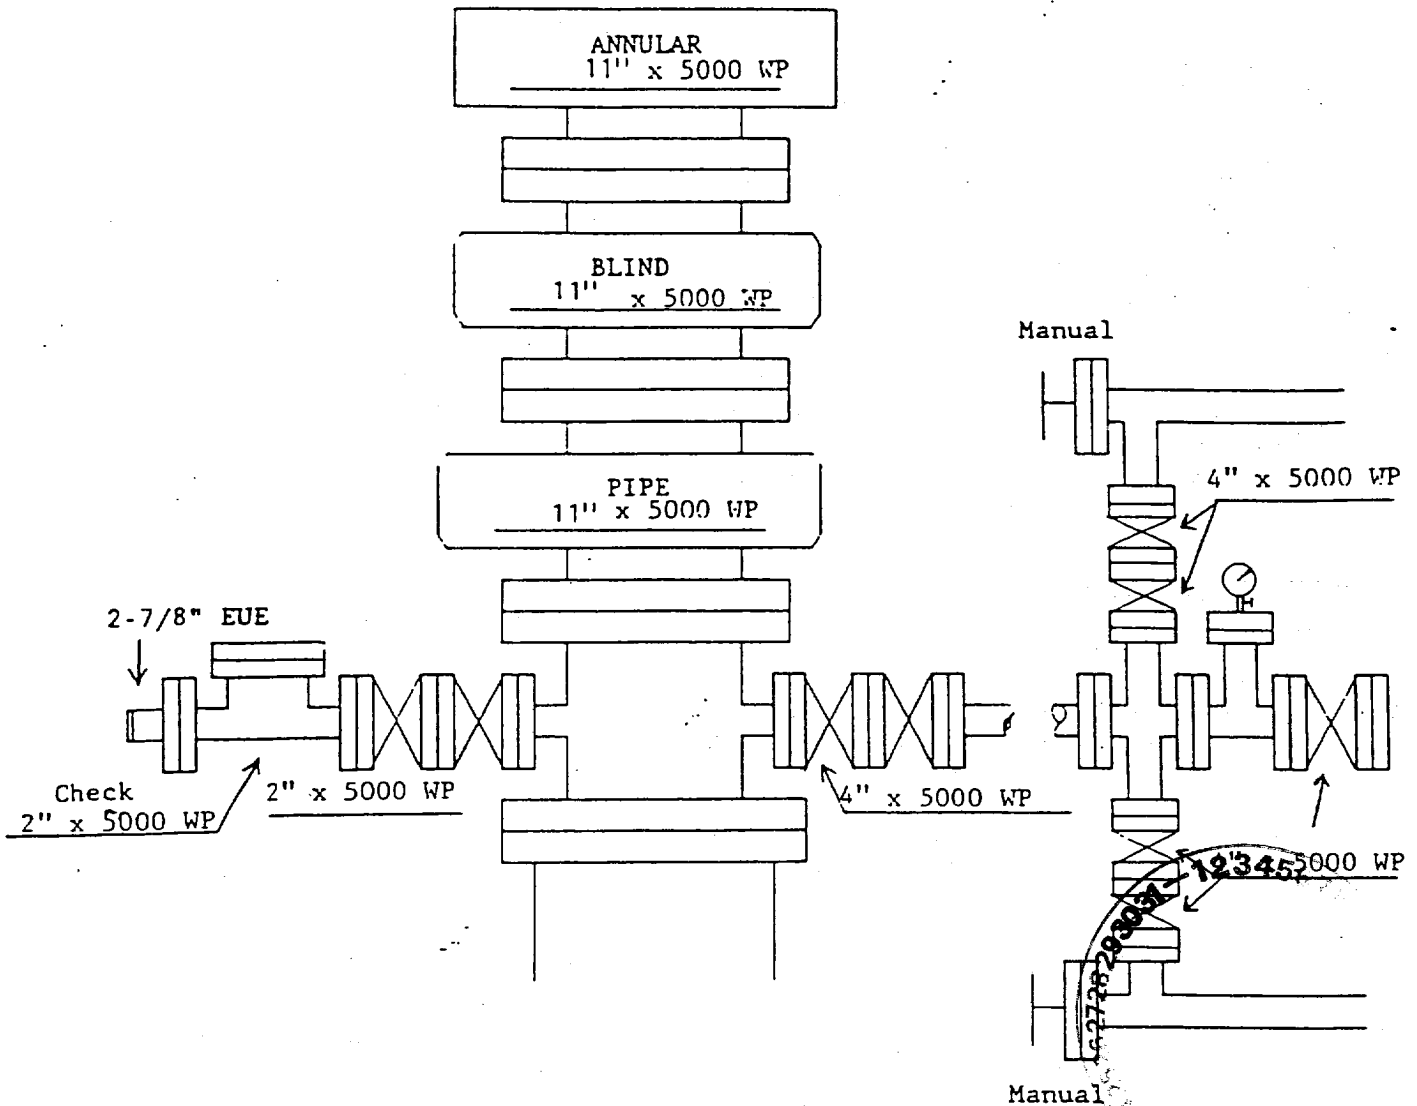 ANNULAR
11" x 5000 WP
BLIND
11" x 5000 WP
PIPE
11" x 5000 WP
Manual
4" x 5000 WP
2-7/8" EUE
Check
2" x 5000 WP
2" x 5000 WP
4" x 5000 WP
5000 WP
272829303112345
Manual